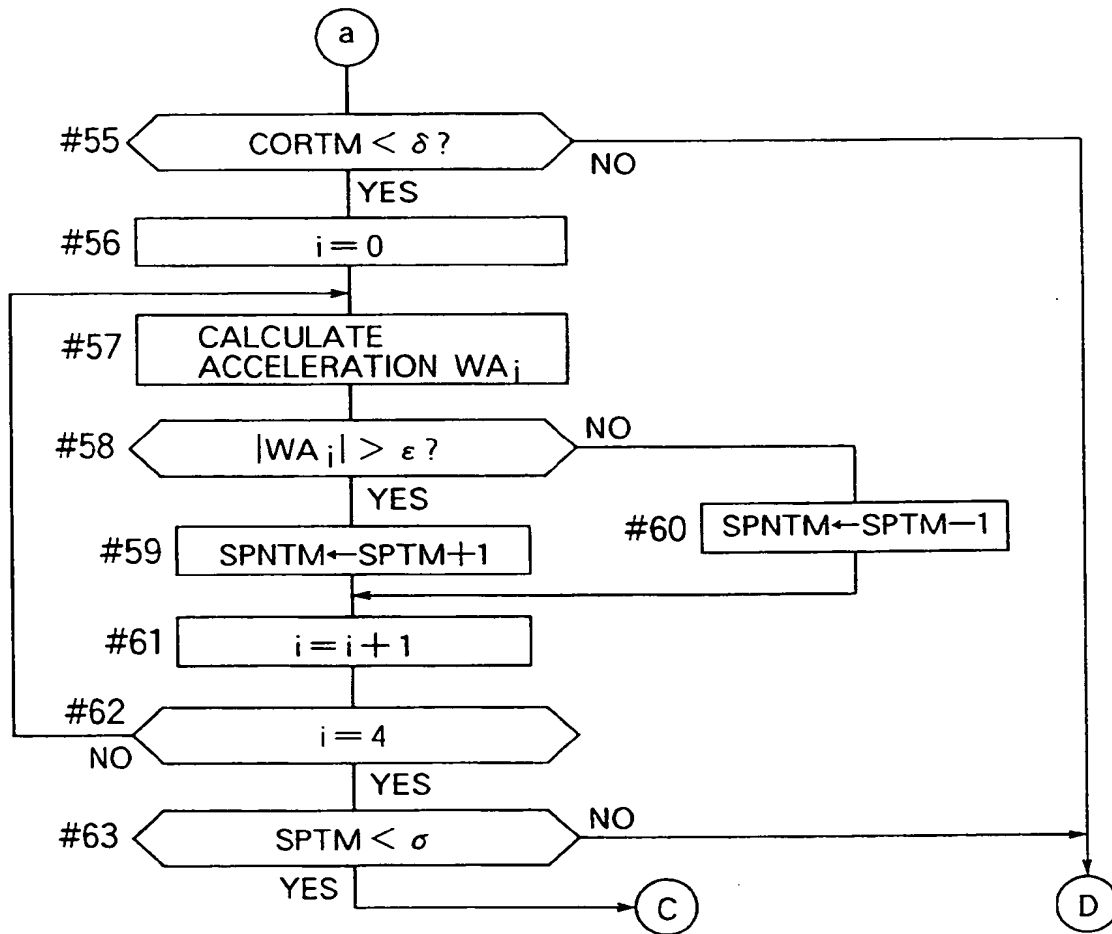 a
#55 CORTM < δ?
NO
YES
#56 i = 0
#57 CALCULATE
ACCELERATION WAi
#58 |WAi| > ε?
NO
YES
#59 SPNTM←SPTM+1
#60 SPNTM←SPTM−1
#61 i = i + 1
#62 i = 4
NO
YES
#63 SPTM < σ
NO
YES
C
D